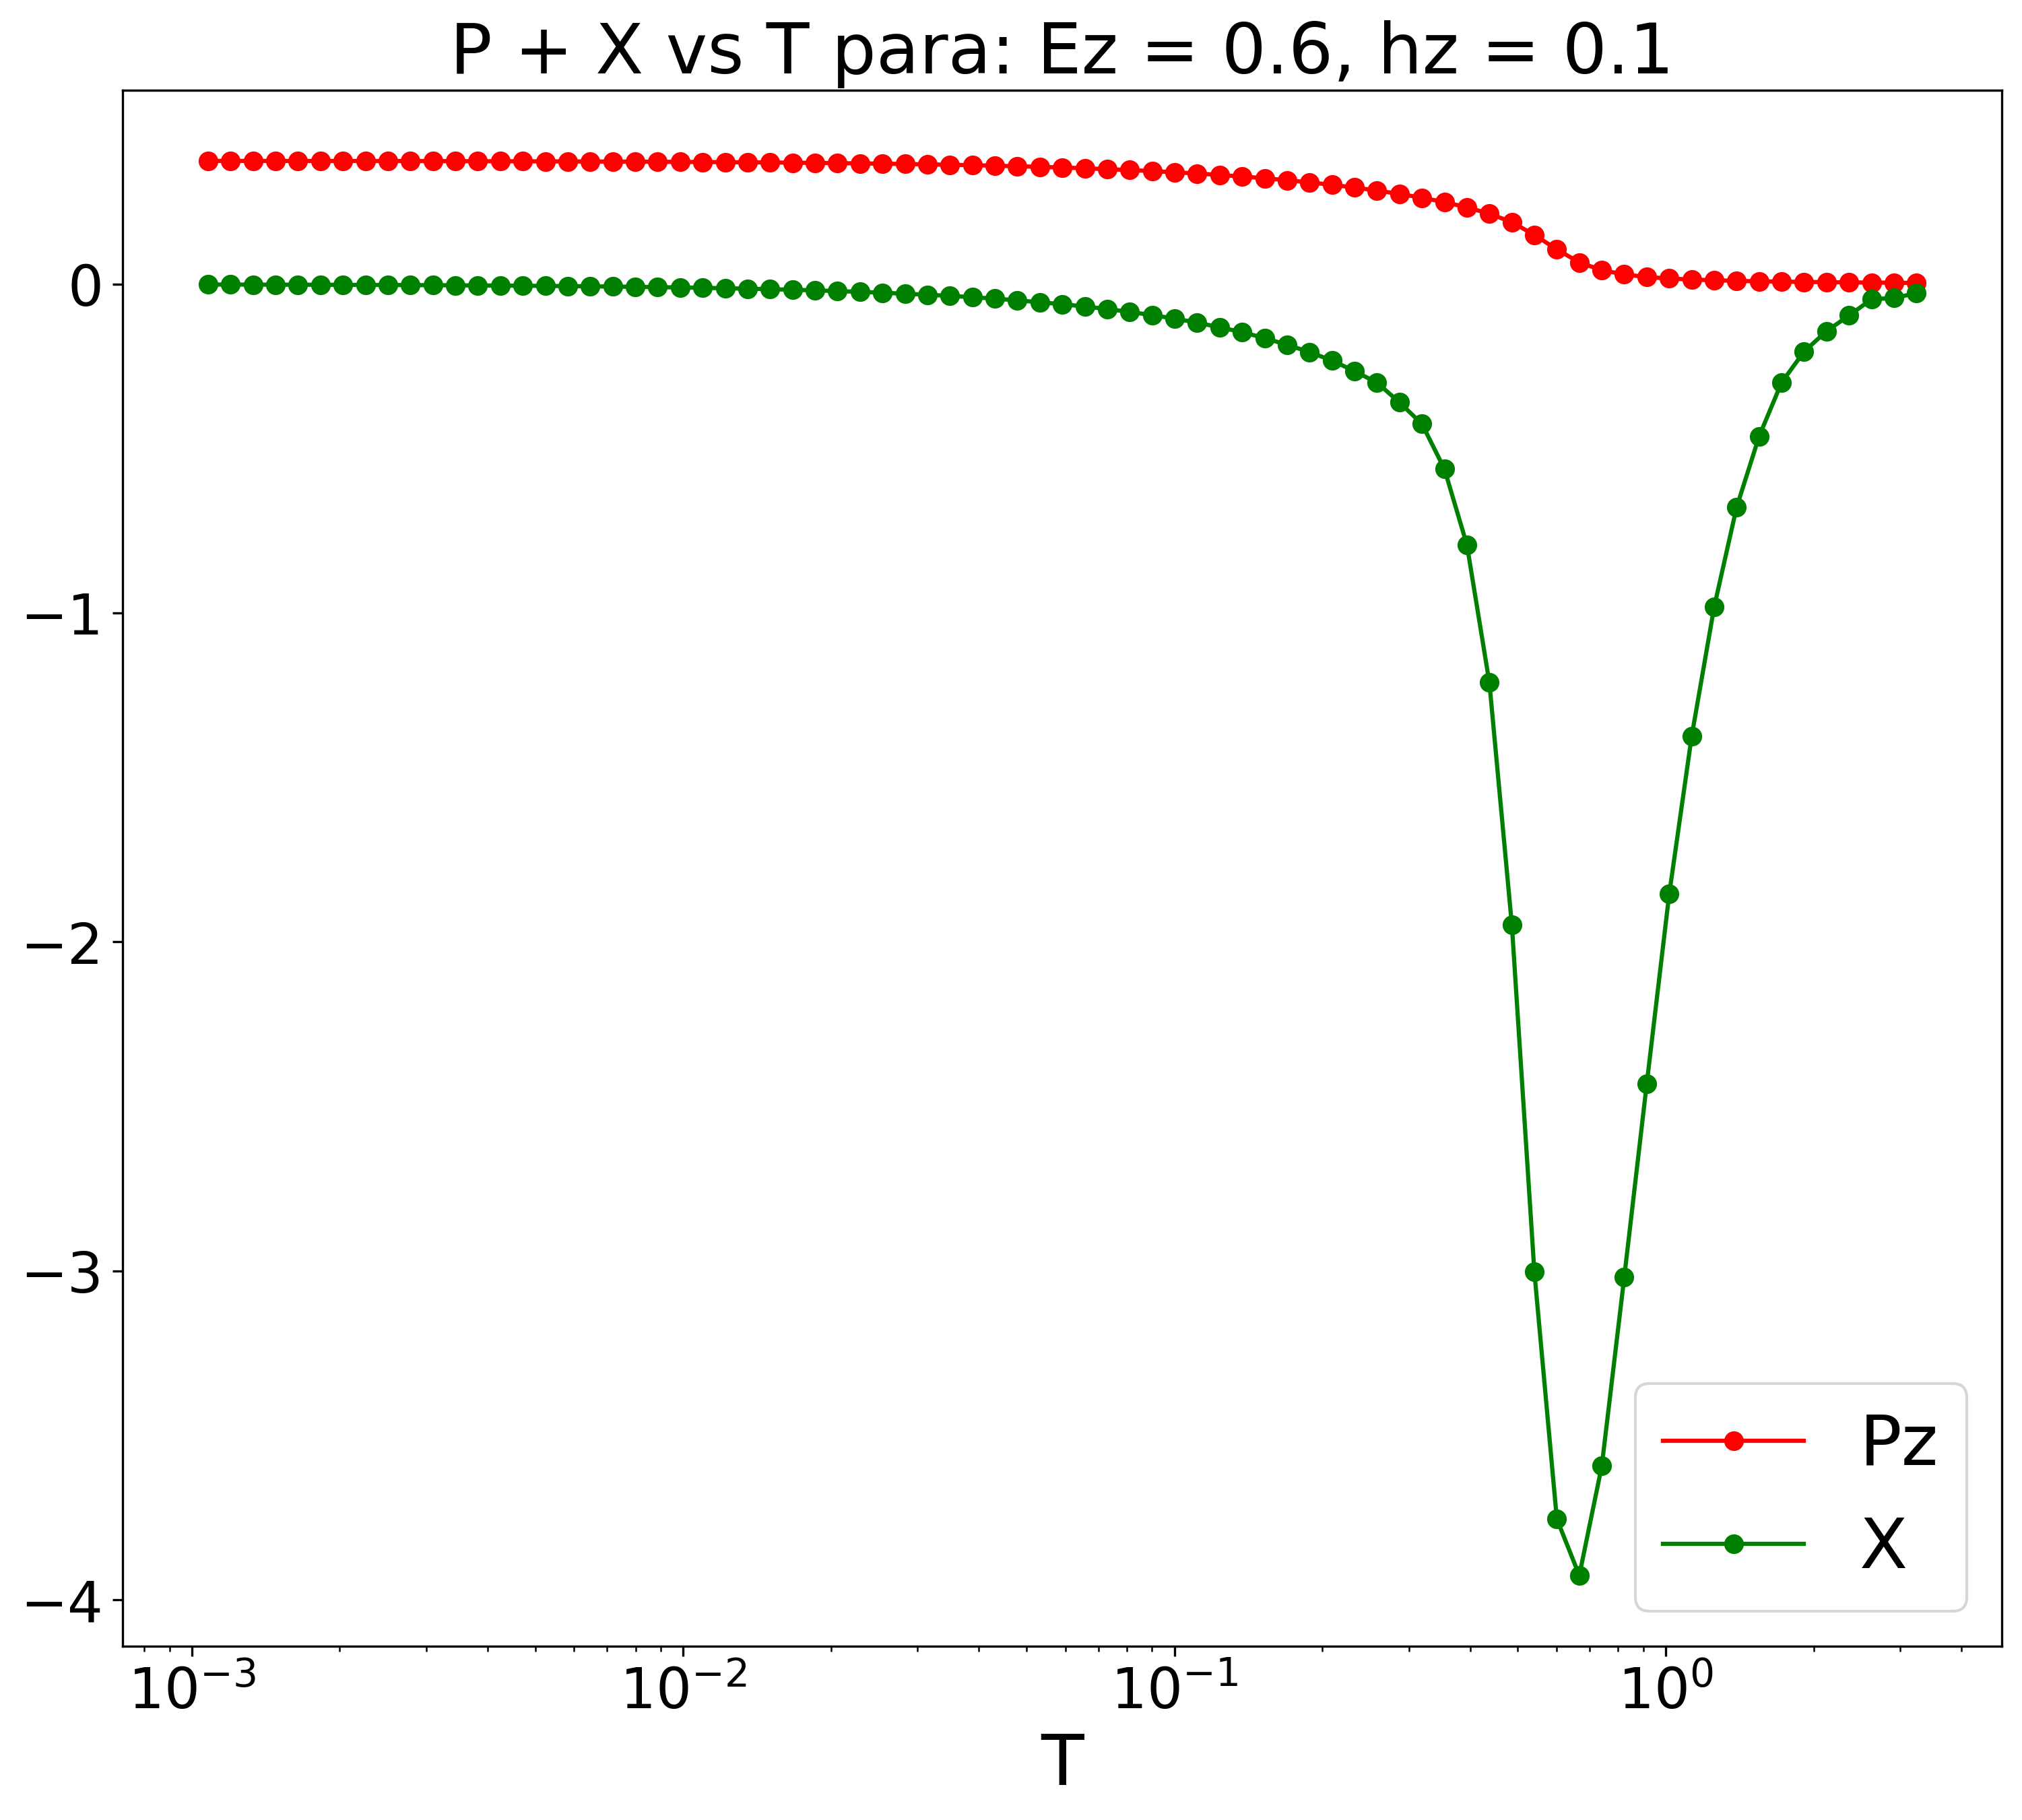 P + X vs T para: Ez = 0.6, hz = 0.1
0
−1
−2
−3
−4
Pz
X
10⁻³ 10⁻² 10⁻¹ 10⁰
T